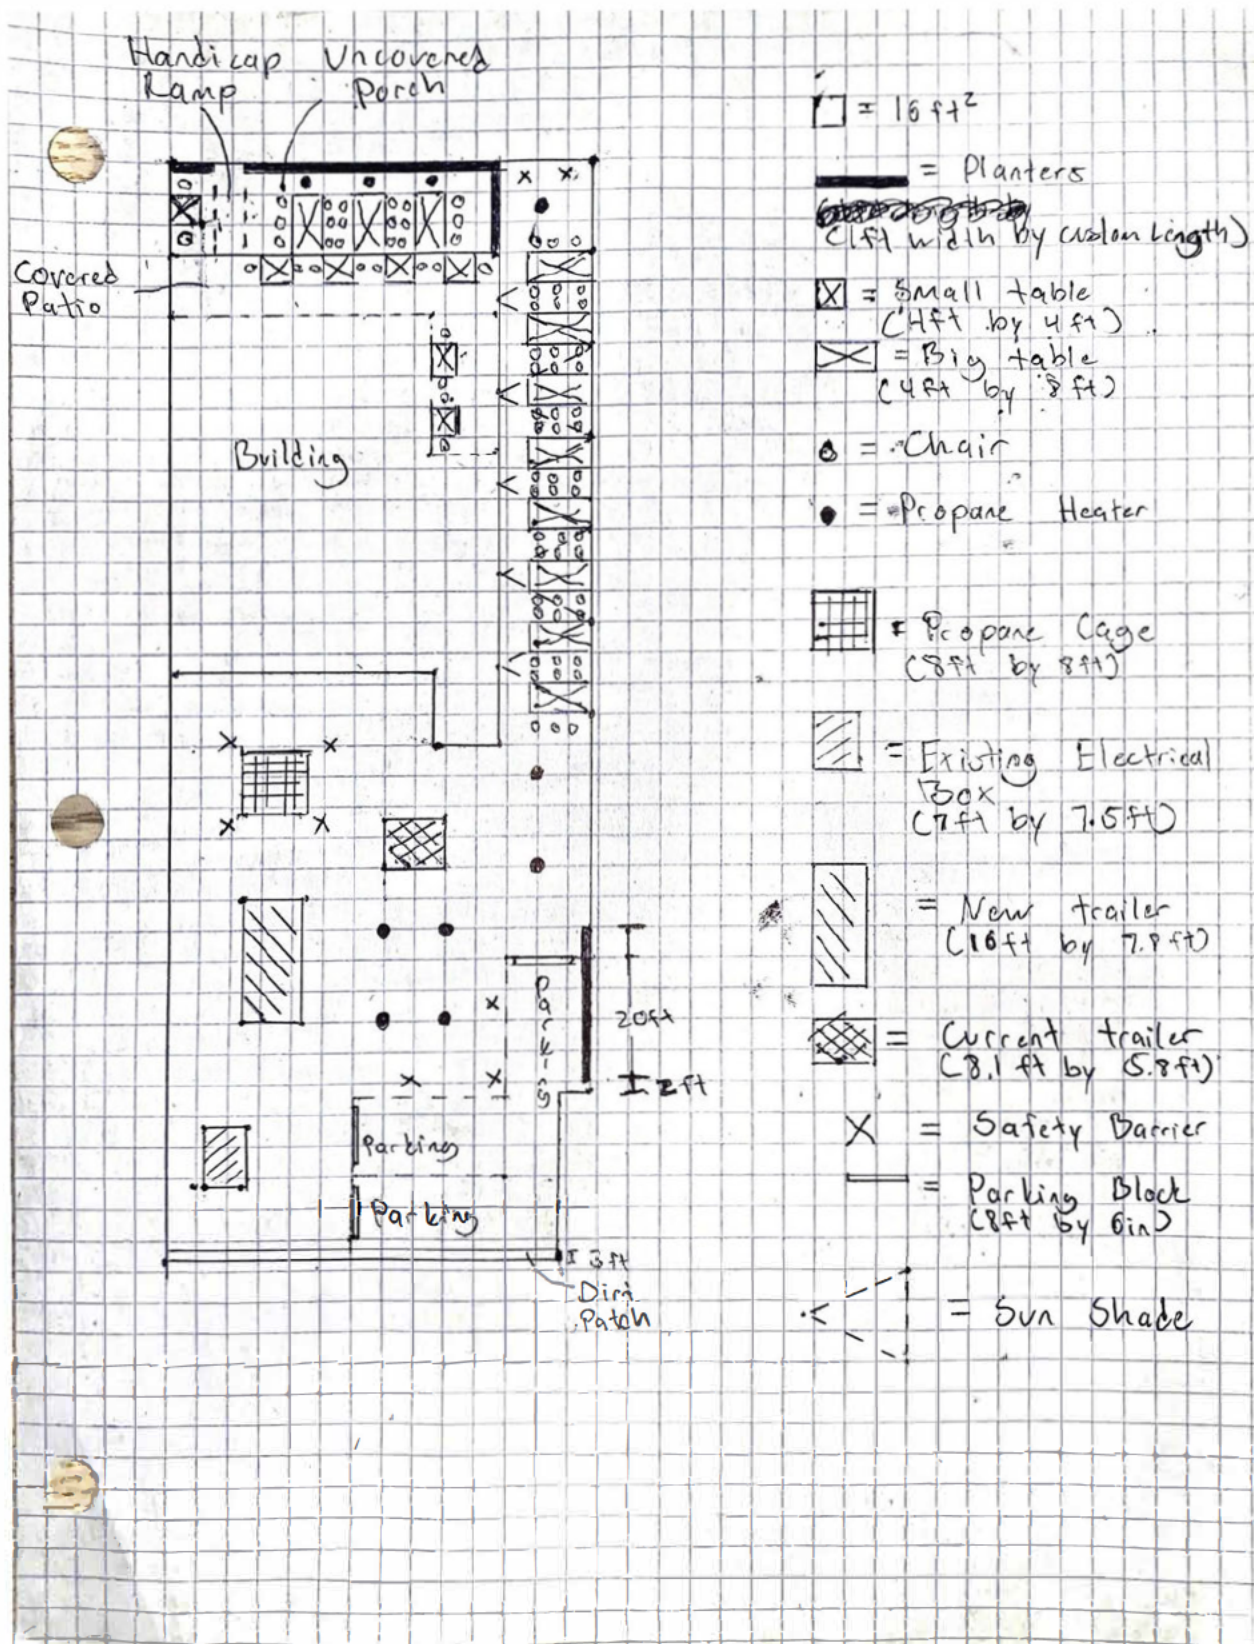 Handicap
Ramp
Uncovered
Porch
Covered
Patio
Building
Parking
20ft
2ft
Parking
Parking
3ft
Dirt
Patch
= 16 ft²
= Planters
(1ft width by custom length)
= Small table
(4ft by 4ft)
= Big table
(4ft by 8ft)
= Chair
= Propane Heater
= Propane Cage
(8ft by 8ft)
= Existing Electrical
Box
(7ft by 7.5ft)
= New trailer
(16ft by 7.8ft)
= Current trailer
(8.1 ft by 5.8ft)
X = Safety Barrier
= Parking Block
(8ft by 6in)
= Sun Shade